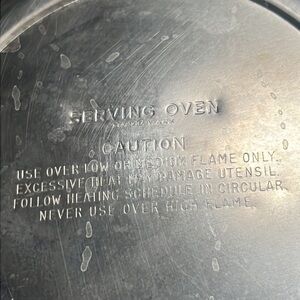 SERVING OVEN
CAUTION
USE OVER LOW OR MEDIUM FLAME ONLY.
EXCESSIVE HEAT MAY DAMAGE UTENSIL.
FOLLOW HEATING SCHEDULE IN CIRCULAR.
NEVER USE OVER HIGH FLAME.